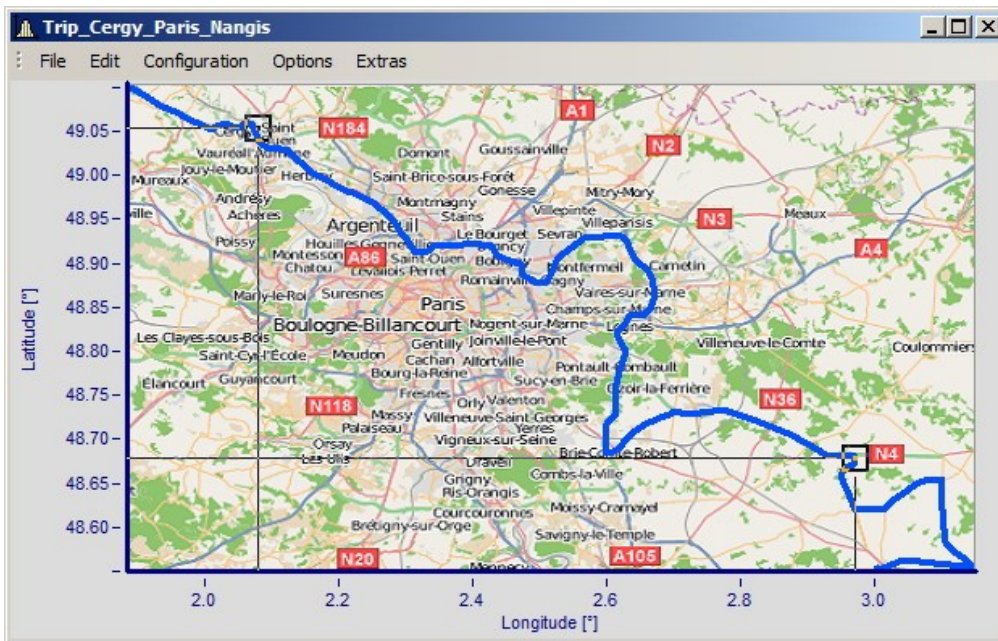 Trip_Cergy_Paris_Nangis
File Edit Configuration Options Extras
A1
49.05
Saint
N184
Goussainville
N2
Vauréal
Domont
49.00
Jouy-le-Moutier
Saint-Brice-sous-Forêt
Mureaux
Gonesse
Mitry-Mory
Andrésy
Montmagny
Villepinte
48.95
Achères
Stains
Villeparisis
N3
Meaux
Argenteuil
Le Bourget
Sevran
Poissy
A4
Montesson
A86
Saint-Ouen
48.90
Chatou
Levallois-Perret
Montfermeil
Romainville
Marly-le-Roi
Suresnes
Vaires-sur-Marne
48.85
Paris
Champs-sur-Marne
Boulogne-Billancourt
Nogent-sur-Marne
Lognes
Les Clayes-sous-Bois
Gentilly
Joinville-le-Pont
Villeneuve-le-Comte
48.80
Saint-Cyr-l'École
Meudon
Cachan
Alfortville
Coulommiers
Bourg-la-Reine
Pontault-Combault
Élancourt
Guyancourt
Sucy-en-Brie
48.75
Fresnes
Orly
Valenton
N36
N118
Massy
Villeneuve-Saint-Georges
Palaiseau
Yerres
48.70
Orsay
Vigneux-sur-Seine
Les Ulis
Brie-Comte-Robert
N4
Draveil
Combs-la-Ville
48.65
Grigny
Ris-Orangis
Moissy-Cramayel
Courcouronnes
48.60
Brétigny-sur-Orge
Savigny-le-Temple
N20
A105
Mennecy
2.0 2.2 2.4 2.6 2.8 3.0
Longitude [°]
Latitude [°]